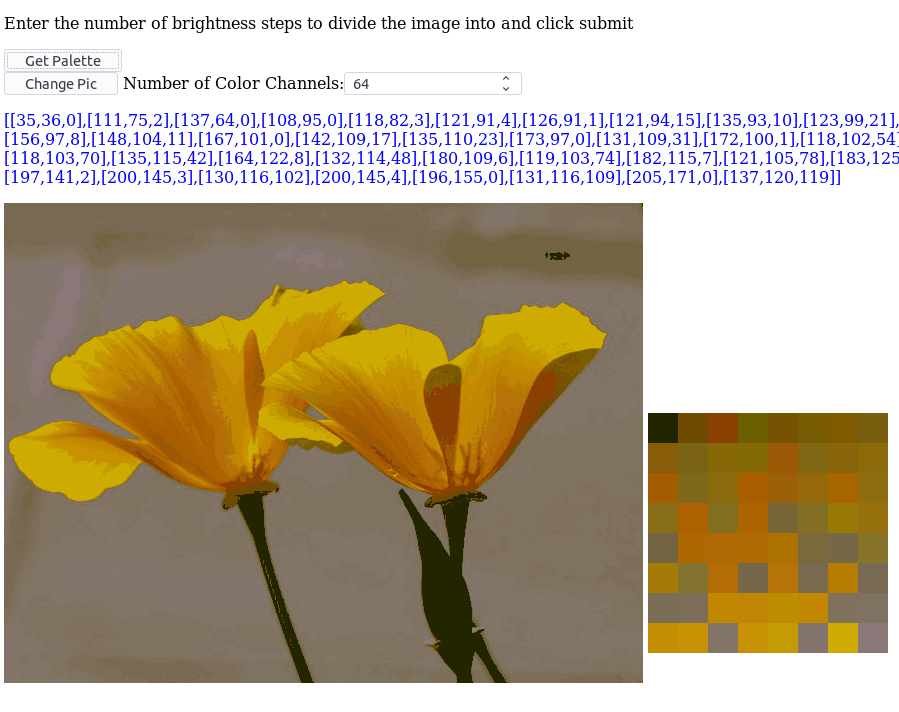 Enter the number of brightness steps to divide the image into and click submit
Get Palette
Change Pic Number of Color Channels: 64
[[35,36,0],[111,75,2],[137,64,0],[108,95,0],[118,82,3],[121,91,4],[126,91,1],[121,94,15],[135,93,10],[123,99,21],
[156,97,8],[148,104,11],[167,101,0],[142,109,17],[135,110,23],[173,97,0],[131,109,31],[172,100,1],[118,102,54]
[118,103,70],[135,115,42],[164,122,8],[132,114,48],[180,109,6],[119,103,74],[182,115,7],[121,105,78],[183,125
[197,141,2],[200,145,3],[130,116,102],[200,145,4],[196,155,0],[131,116,109],[205,171,0],[137,120,119]]